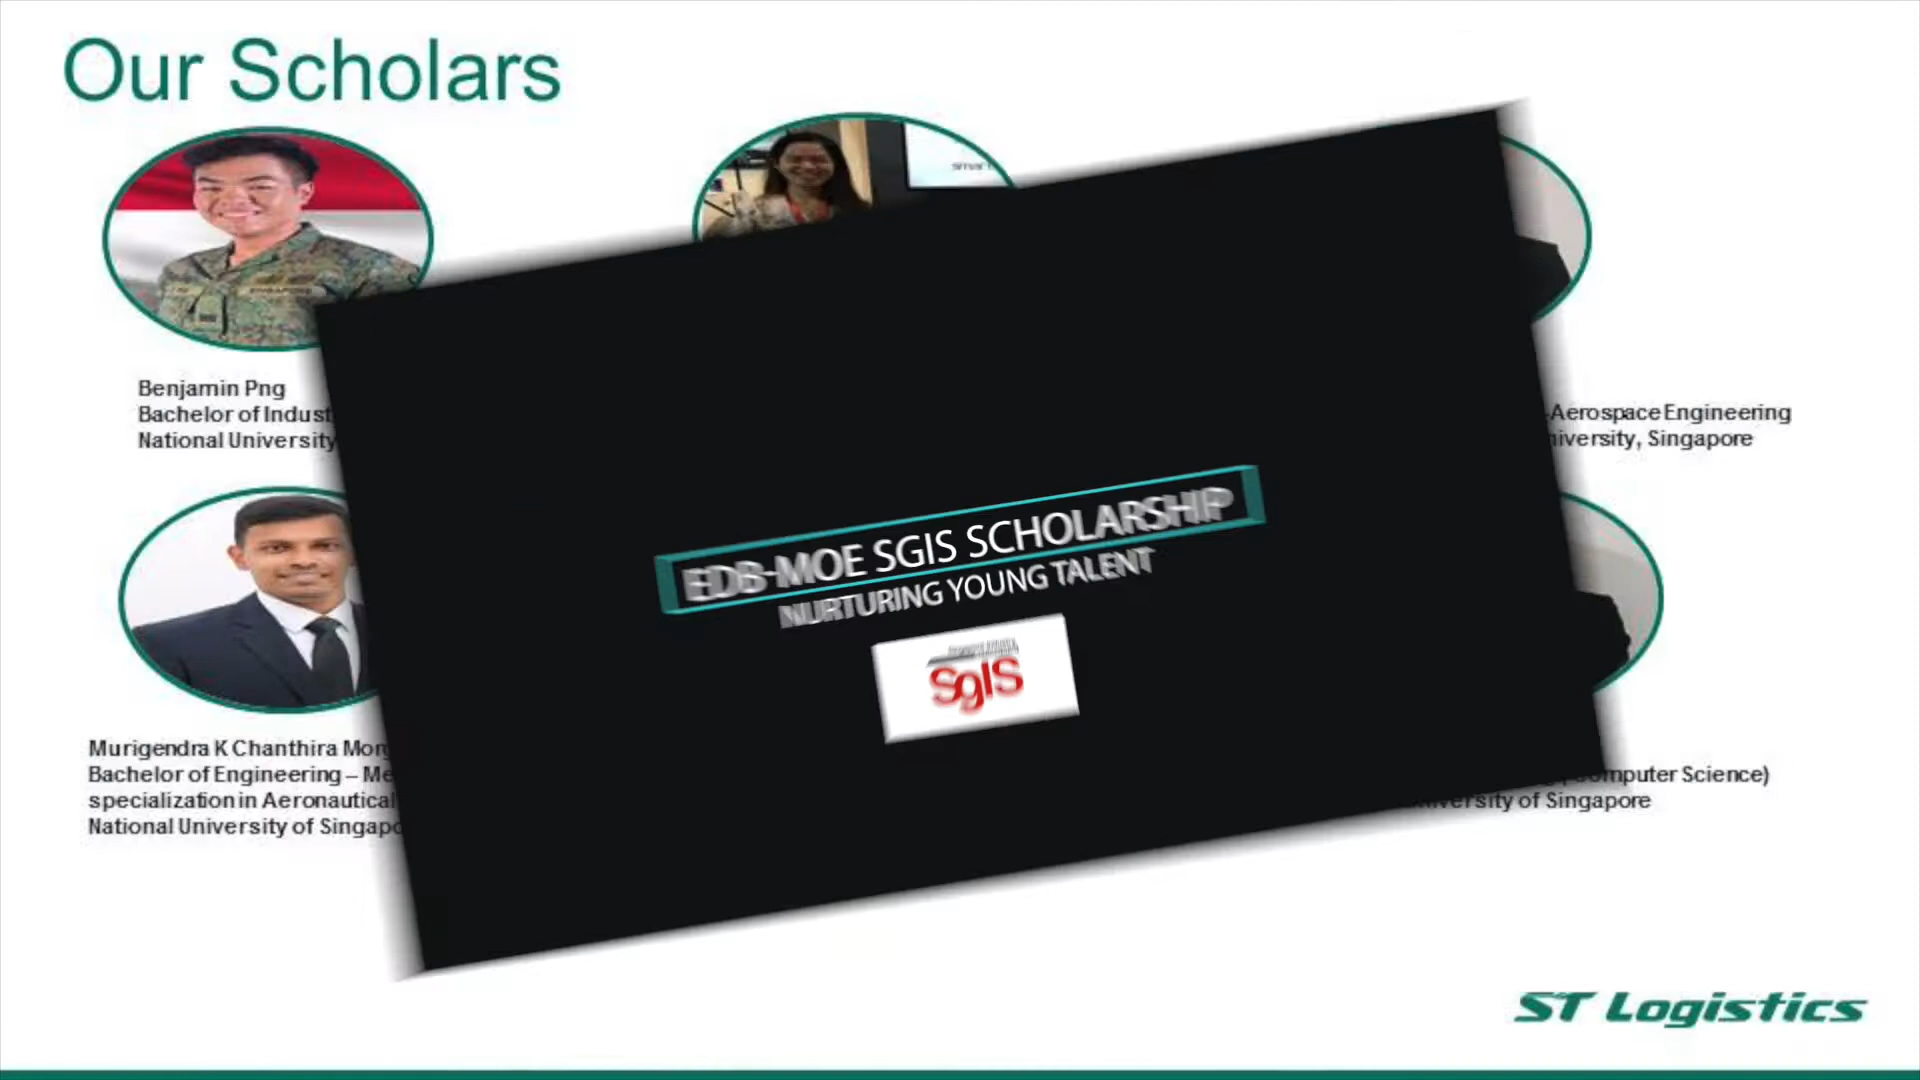 Our Scholars
smart
Benjamin Png
Bachelor of Indust
National University
-Aerospace Engineering
niversity, Singapore
EDB-MOE SGIS SCHOLARSHIP
NURTURING YOUNG TALENT
SgIS
Murigendra K Chanthira Mor
Bachelor of Engineering – Me
specialization in Aeronautical
National University of Singapo
omputer Science)
niversity of Singapore
ST Logistics